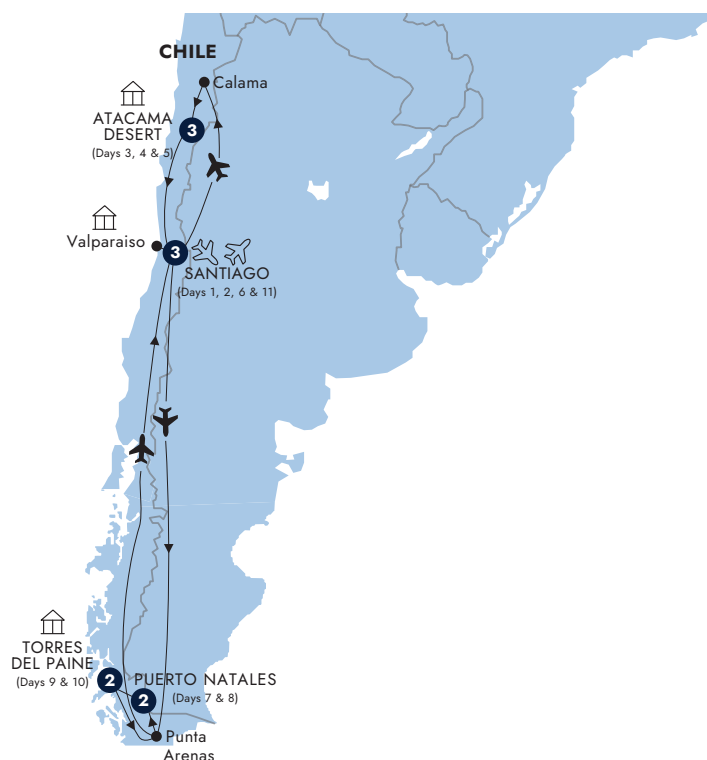 CHILE
Calama
ATACAMA
DESERT
3
(Days 3, 4 & 5)
Valparaiso
3
SANTIAGO
(Days 1, 2, 6 & 11)
TORRES
DEL PAINE
(Days 9 & 10)
2
PUERTO NATALES
(Days 7 & 8)
2
Punta
Arenas